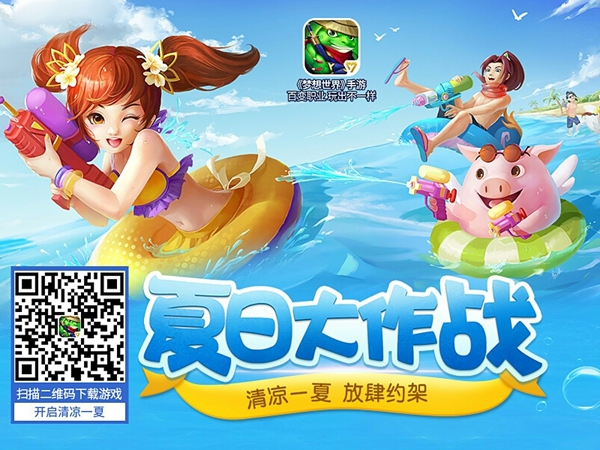 《梦想世界》手游
百变职业 玩出不一样
夏日大作战
清凉一夏 放肆约架
扫描二维码下载游戏
开启清凉一夏